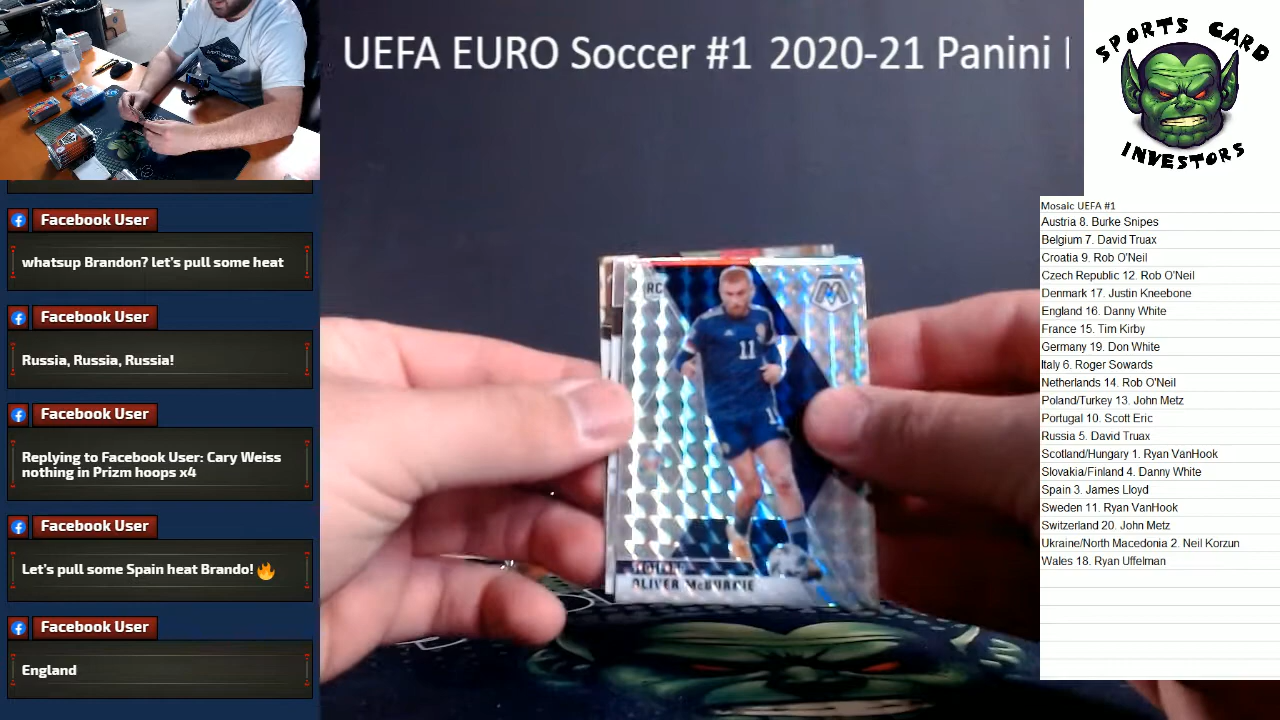 UEFA EURO Soccer #1 2020-21 Panini
SPORTS CARD
INVESTORS
Facebook User
whatsup Brandon? let's pull some heat
Facebook User
Russia, Russia, Russia!
Facebook User
Replying to Facebook User: Cary Weiss
nothing in Prizm hoops x4
Facebook User
Let's pull some Spain heat Brando!🔥
Facebook User
England
RC
11
OLIVER McBURNIE
Mosaic UEFA #1
Austria 8. Burke Snipes
Belgium 7. David Truax
Croatia 9. Rob O'Neil
Czech Republic 12. Rob O'Neil
Denmark 17. Justin Kneebone
England 16. Danny White
France 15. Tim Kirby
Germany 19. Don White
Italy 6. Roger Sowards
Netherlands 14. Rob O'Neil
Poland/Turkey 13. John Metz
Portugal 10. Scott Eric
Russia 5. David Truax
Scotland/Hungary 1. Ryan VanHook
Slovakia/Finland 4. Danny White
Spain 3. James Lloyd
Sweden 11. Ryan VanHook
Switzerland 20. John Metz
Ukraine/North Macedonia 2. Neil Korzun
Wales 18. Ryan Uffelman